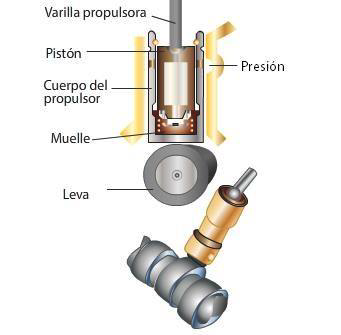 Varilla propulsora
Pistón
Presión
Cuerpo del
propulsor
Muelle
Leva